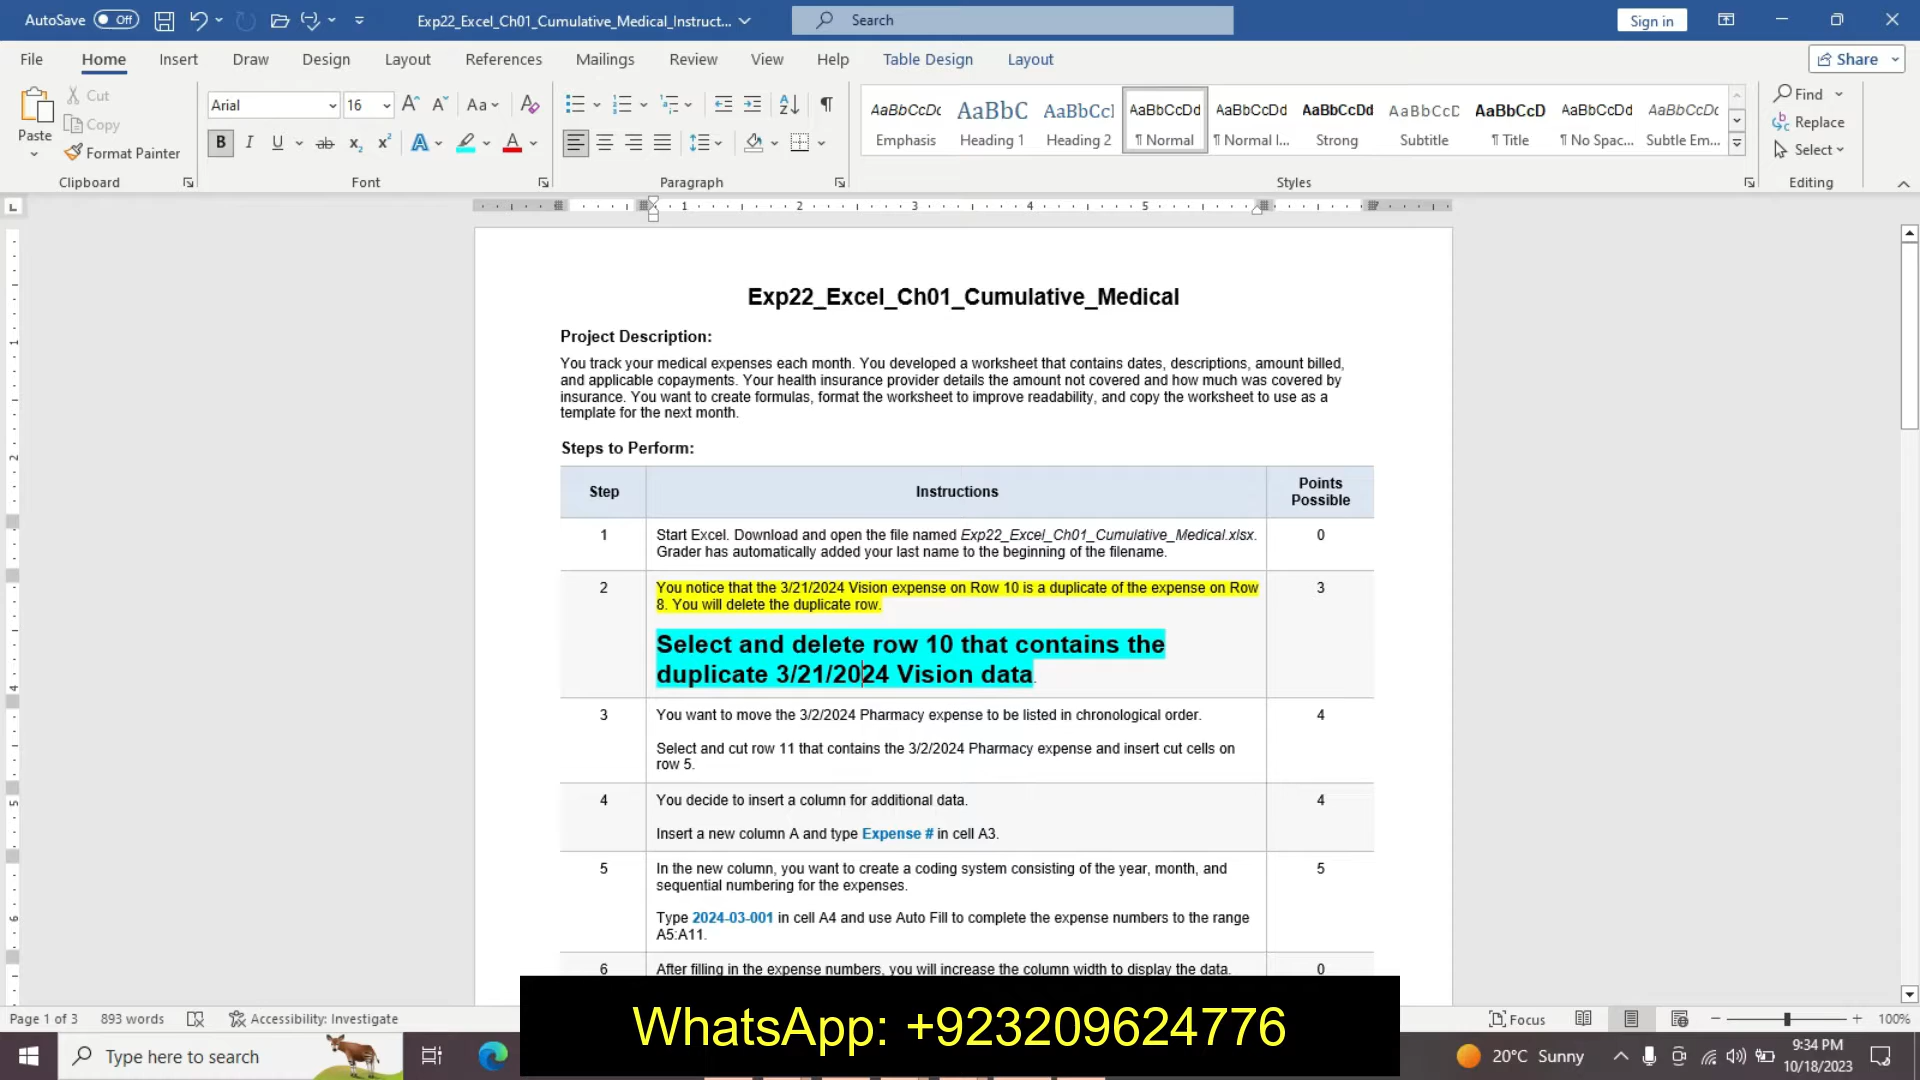 AutoSave Off Exp22_Excel_Ch01_Cumulative_Medical_Instruct... Search Sign in
File Home Insert Draw Design Layout References Mailings Review View Help Table Design Layout Share
Paste Cut Copy Format Painter
Clipboard
Arial 16 Aa
B I U ab x₂ x² A A
Font
Paragraph
AaBbCcDc AaBbC AaBbCcI AaBbCcDd AaBbCcDd AaBbCcDd AaBbCcD AaBbCcD AaBbCcDd AaBbCcDc
Emphasis Heading 1 Heading 2 ¶ Normal ¶ Normal I... Strong Subtitle ¶ Title ¶ No Spac... Subtle Em...
Styles
Find
Replace
Select
Editing
1 2 3 4 5
Exp22_Excel_Ch01_Cumulative_Medical
Project Description:
You track your medical expenses each month. You developed a worksheet that contains dates, descriptions, amount billed,
and applicable copayments. Your health insurance provider details the amount not covered and how much was covered by
insurance. You want to create formulas, format the worksheet to improve readability, and copy the worksheet to use as a
template for the next month.
Steps to Perform:
Step Instructions Points Possible
1 Start Excel. Download and open the file named Exp22_Excel_Ch01_Cumulative_Medical.xlsx. 0
Grader has automatically added your last name to the beginning of the filename.
2 You notice that the 3/21/2024 Vision expense on Row 10 is a duplicate of the expense on Row 3
8. You will delete the duplicate row.
Select and delete row 10 that contains the
duplicate 3/21/2024 Vision data.
3 You want to move the 3/2/2024 Pharmacy expense to be listed in chronological order. 4
Select and cut row 11 that contains the 3/2/2024 Pharmacy expense and insert cut cells on
row 5.
4 You decide to insert a column for additional data. 4
Insert a new column A and type Expense # in cell A3.
5 In the new column, you want to create a coding system consisting of the year, month, and 5
sequential numbering for the expenses.
Type 2024-03-001 in cell A4 and use Auto Fill to complete the expense numbers to the range
A5:A11.
6 After filling in the expense numbers, you will increase the column width to display the data. 0
WhatsApp: +923209624776
Page 1 of 3 893 words Accessibility: Investigate Focus 100%
Type here to search 20°C Sunny 9:34 PM
10/18/2023